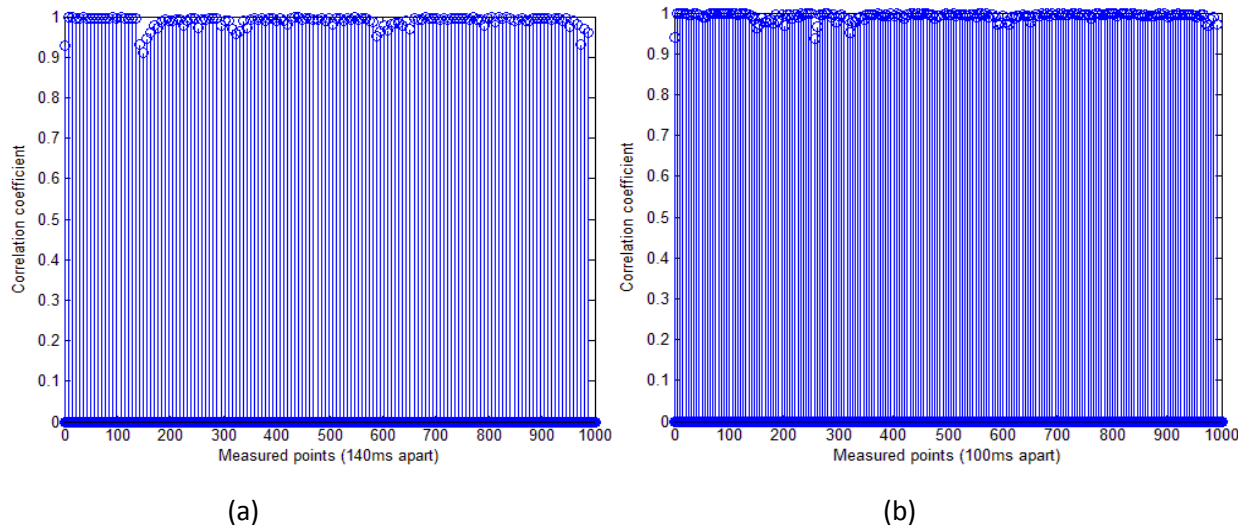 1
0.9
0.8
0.7
0.6
0.5
0.4
0.3
0.2
0.1
0
Correlation coefficient
0 100 200 300 400 500 600 700 800 900 1000
Measured points (140ms apart)
(a)
1
0.9
0.8
0.7
0.6
0.5
0.4
0.3
0.2
0.1
0
Correlation coefficient
0 100 200 300 400 500 600 700 800 900 1000
Measured points (100ms apart)
(b)